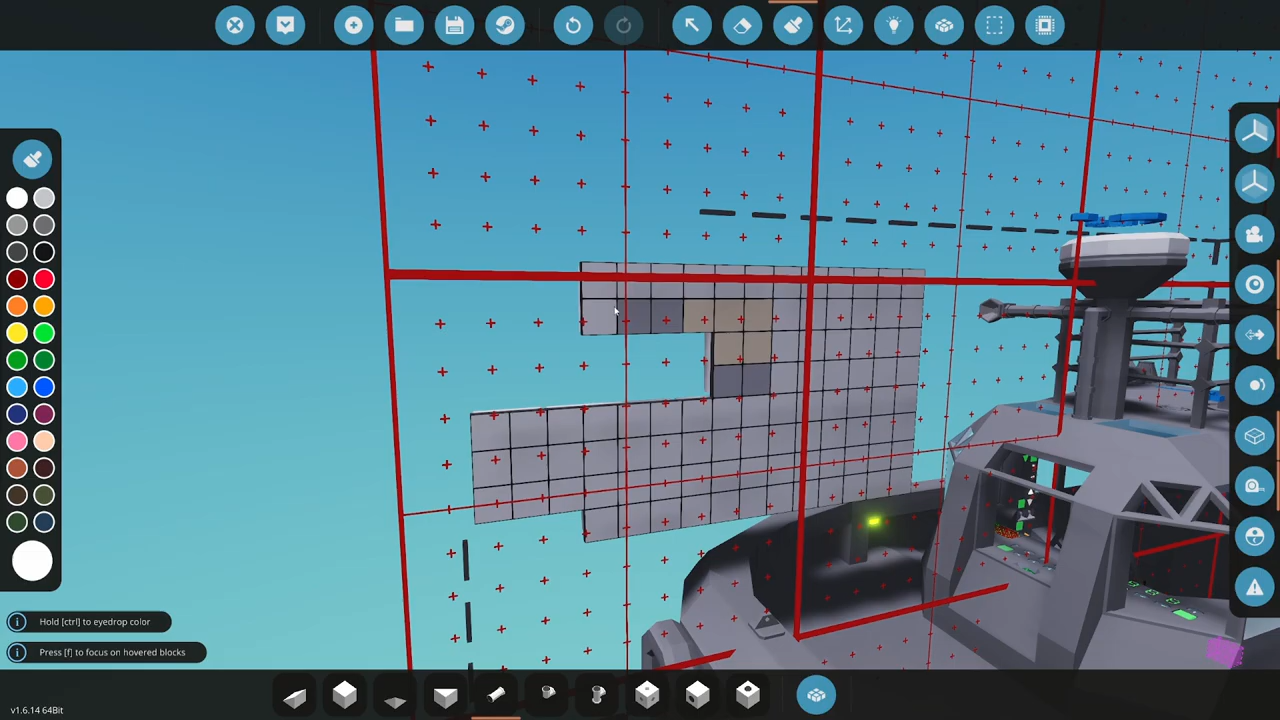 Hold [ctrl] to eyedrop color
Press [f] to focus on hovered blocks
v1.6.14 64Bit